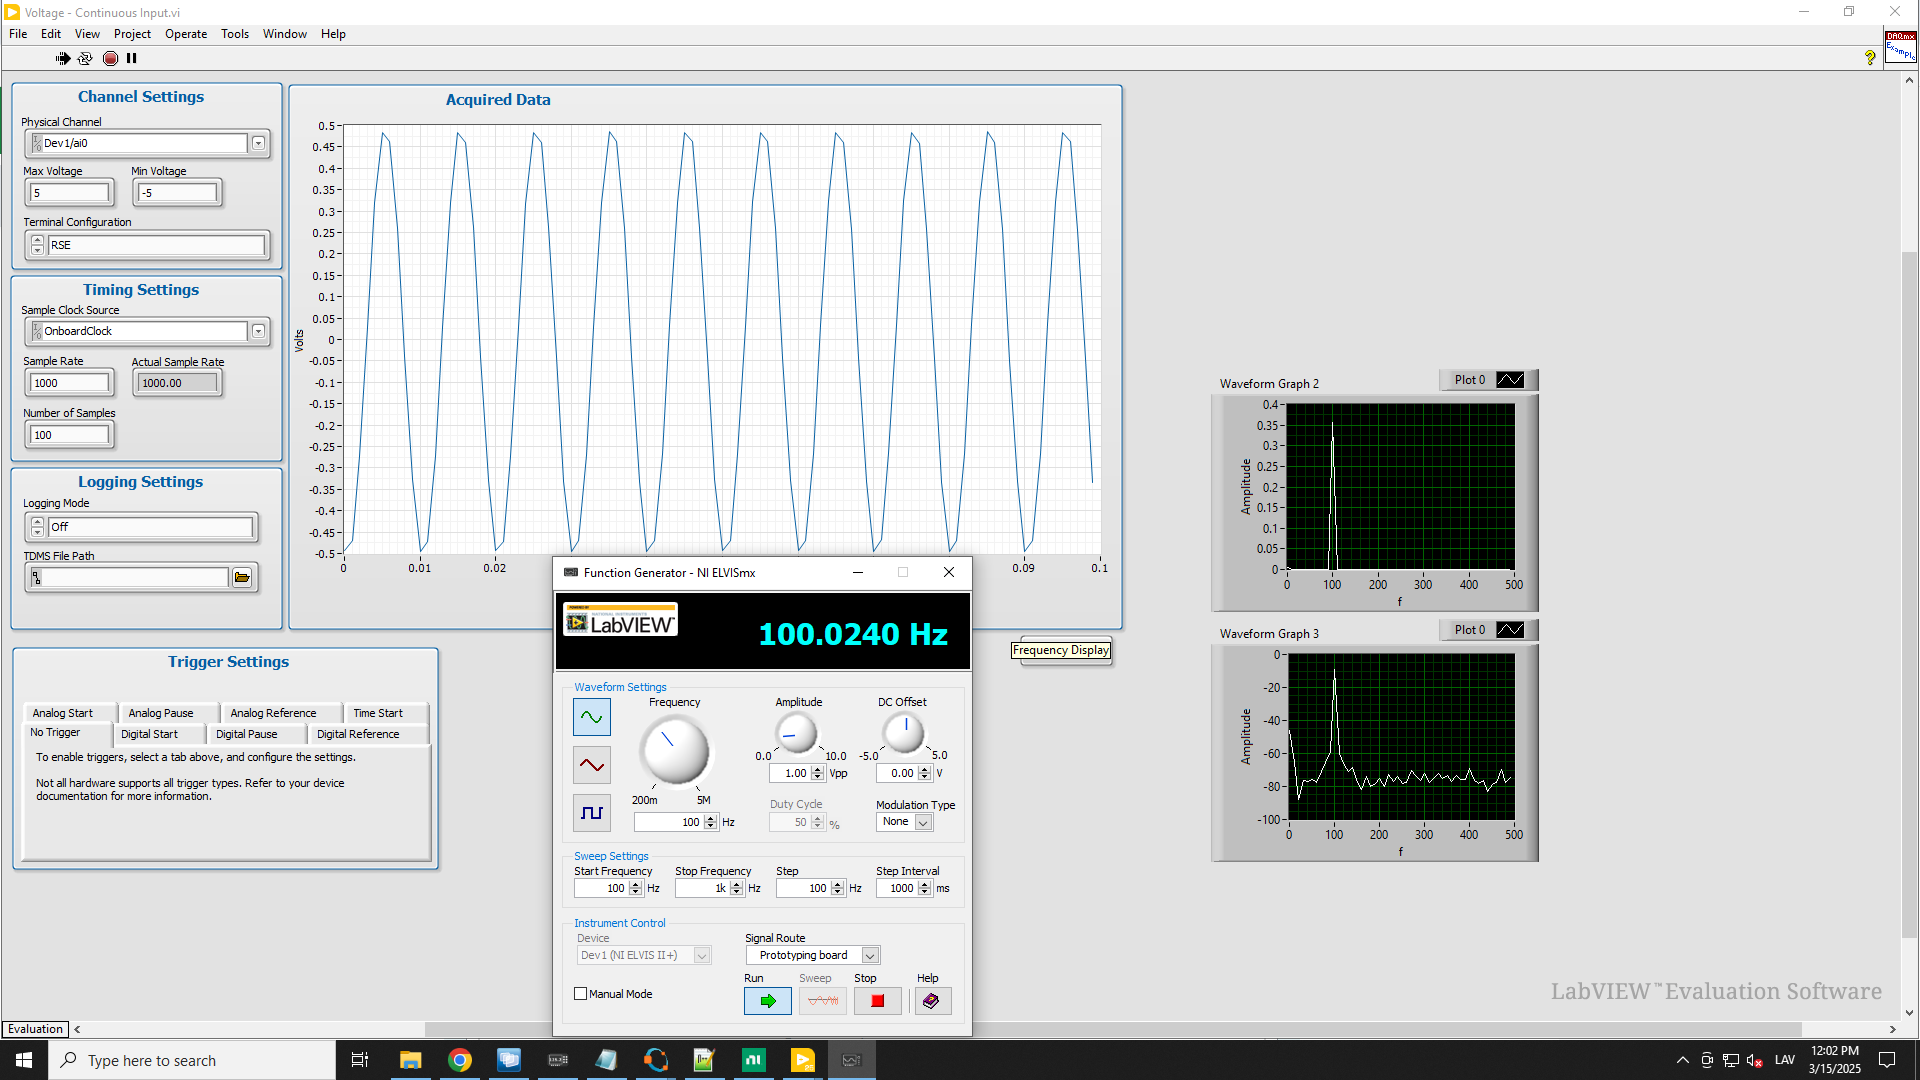 Voltage - Continuous Input.vi
File Edit View Project Operate Tools Window Help
DAQmx
Example
Channel Settings
Physical Channel
Dev1/ai0
Max Voltage Min Voltage
5 -5
Terminal Configuration
RSE
Timing Settings
Sample Clock Source
OnboardClock
Sample Rate Actual Sample Rate
1000 1000.00
Number of Samples
100
Logging Settings
Logging Mode
Off
TDMS File Path
Acquired Data
Volts
0.5
0.45
0.4
0.35
0.3
0.25
0.2
0.15
0.1
0.05
0
-0.05
-0.1
-0.15
-0.2
-0.25
-0.3
-0.35
-0.4
-0.45
-0.5
0 0.01 0.02 0.09 0.1
Trigger Settings
Analog Start Analog Pause Analog Reference Time Start
No Trigger Digital Start Digital Pause Digital Reference
To enable triggers, select a tab above, and configure the settings.
Not all hardware supports all trigger types. Refer to your device
documentation for more information.
Function Generator - NI ELVISmx
POWERED BY
NATIONAL INSTRUMENTS
LabVIEW™
100.0240 Hz
Frequency Display
Waveform Settings
Frequency Amplitude DC Offset
0.0 10.0 -5.0 5.0
1.00 Vpp 0.00 V
200m 5M
100 Hz
Duty Cycle Modulation Type
50 % None
Sweep Settings
Start Frequency Stop Frequency Step Step Interval
100 Hz 1k Hz 100 Hz 1000 ms
Instrument Control
Device Signal Route
Dev1 (NI ELVIS II+) Prototyping board
Run Sweep Stop Help
Manual Mode
Waveform Graph 2 Plot 0
Amplitude
0.4
0.35
0.3
0.25
0.2
0.15
0.1
0.05
0
0 100 200 300 400 500
f
Waveform Graph 3 Plot 0
Amplitude
0
-20
-40
-60
-80
-100
0 100 200 300 400 500
f
LabVIEW™ Evaluation Software
Evaluation
Type here to search
LAV
12:02 PM
3/15/2025